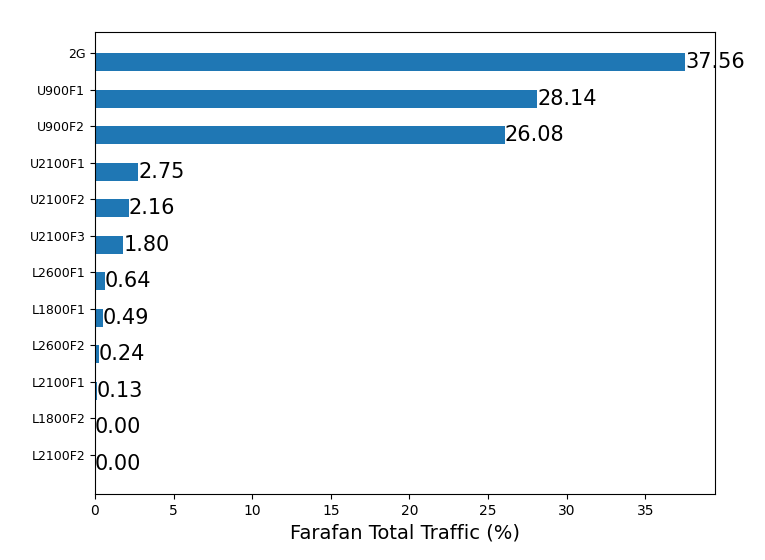 2G 37.56
U900F1 28.14
U900F2 26.08
U2100F1 2.75
U2100F2 2.16
U2100F3 1.80
L2600F1 0.64
L1800F1 0.49
L2600F2 0.24
L2100F1 0.13
L1800F2 0.00
L2100F2 0.00
0 5 10 15 20 25 30 35
Farafan Total Traffic (%)